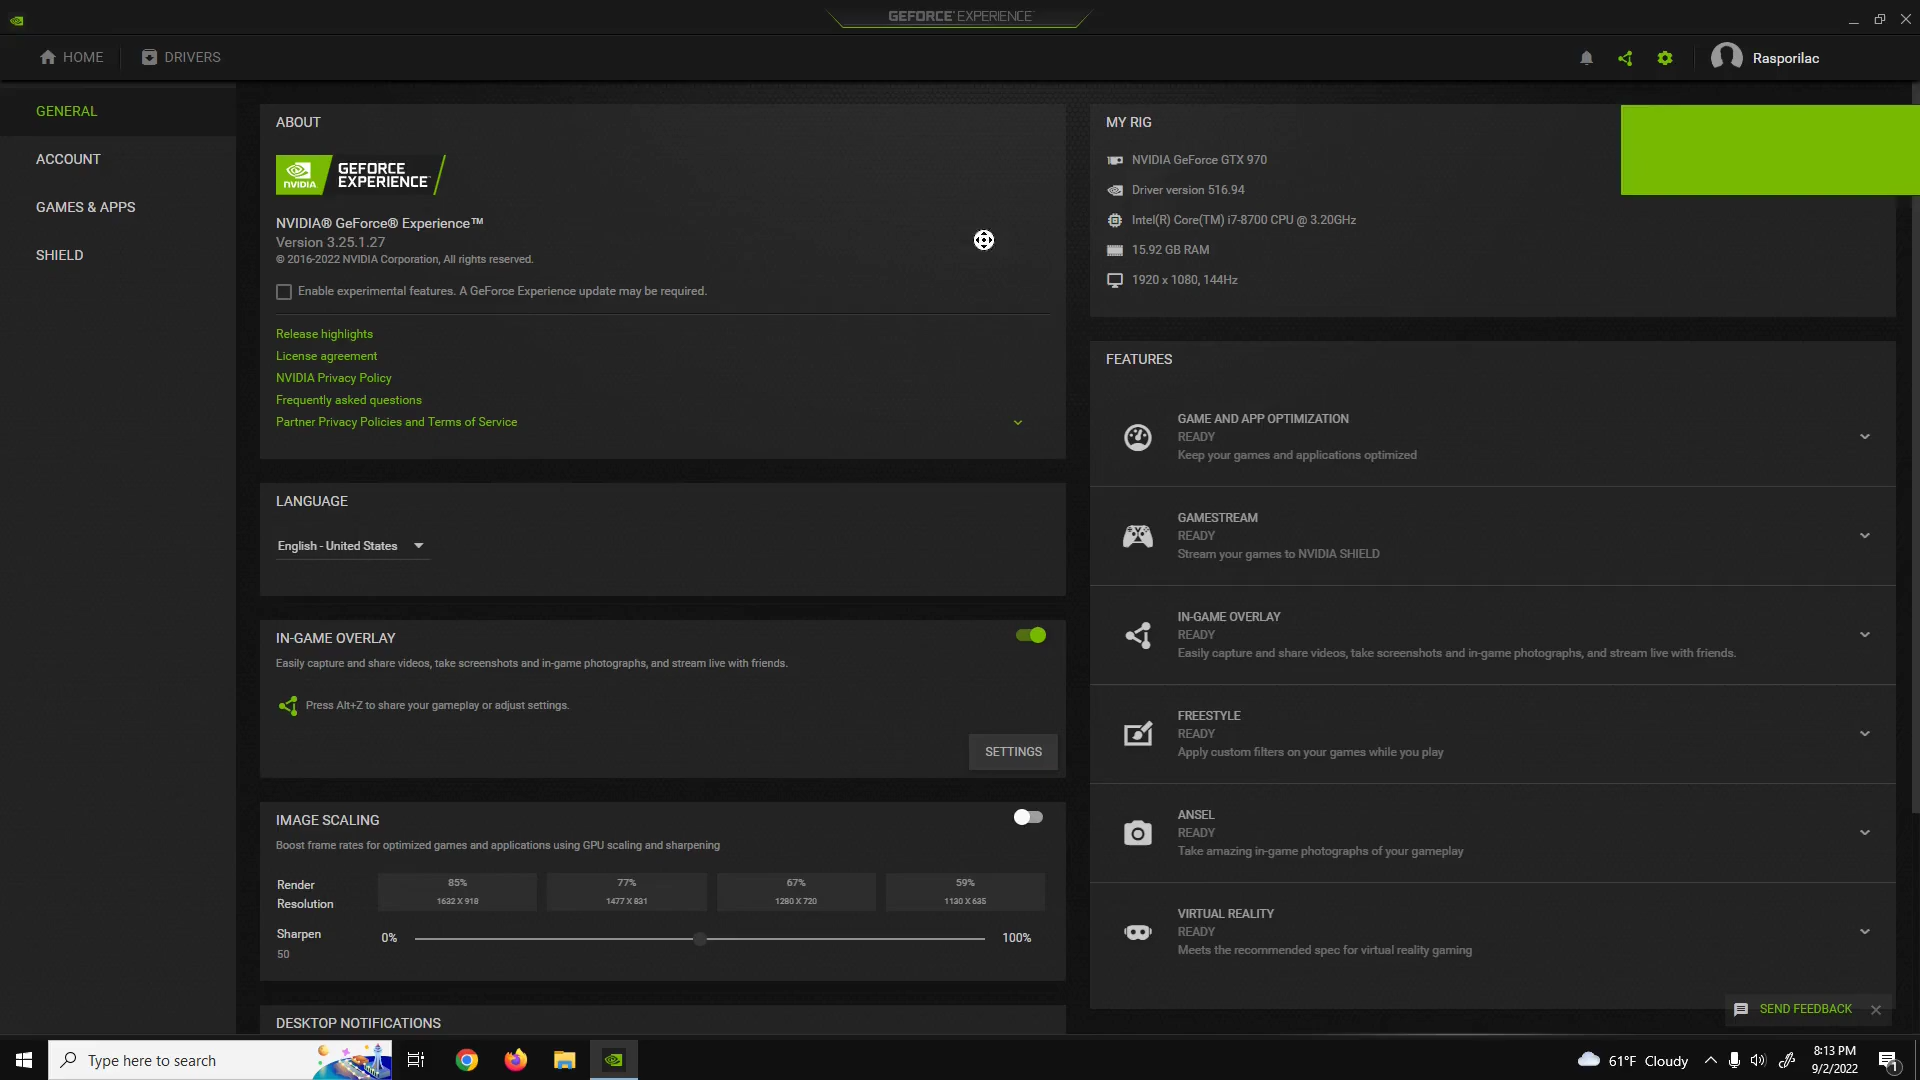 GEFORCE EXPERIENCE
HOME
DRIVERS
Rasporilac
GENERAL
ACCOUNT
GAMES & APPS
SHIELD
ABOUT
NVIDIA.
GEFORCE
EXPERIENCE
NVIDIA® GeForce® Experience™
Version 3.25.1.27
© 2016-2022 NVIDIA Corporation, All rights reserved.
Enable experimental features. A GeForce Experience update may be required.
Release highlights
License agreement
NVIDIA Privacy Policy
Frequently asked questions
Partner Privacy Policies and Terms of Service
LANGUAGE
English - United States
IN-GAME OVERLAY
Easily capture and share videos, take screenshots and in-game photographs, and stream live with friends.
Press Alt+Z to share your gameplay or adjust settings.
SETTINGS
IMAGE SCALING
Boost frame rates for optimized games and applications using GPU scaling and sharpening
Render
Resolution
85%
1632 X 918
77%
1477 X 831
67%
1280 X 720
59%
1130 X 635
Sharpen
50
0%
100%
DESKTOP NOTIFICATIONS
MY RIG
NVIDIA GeForce GTX 970
Driver version 516.94
Intel(R) Core(TM) i7-8700 CPU @ 3.20GHz
15.92 GB RAM
1920 x 1080, 144Hz
FEATURES
GAME AND APP OPTIMIZATION
READY
Keep your games and applications optimized
GAMESTREAM
READY
Stream your games to NVIDIA SHIELD
IN-GAME OVERLAY
READY
Easily capture and share videos, take screenshots and in-game photographs, and stream live with friends.
FREESTYLE
READY
Apply custom filters on your games while you play
ANSEL
READY
Take amazing in-game photographs of your gameplay
VIRTUAL REALITY
READY
Meets the recommended spec for virtual reality gaming
SEND FEEDBACK
Type here to search
61°F Cloudy
8:13 PM
9/2/2022
1